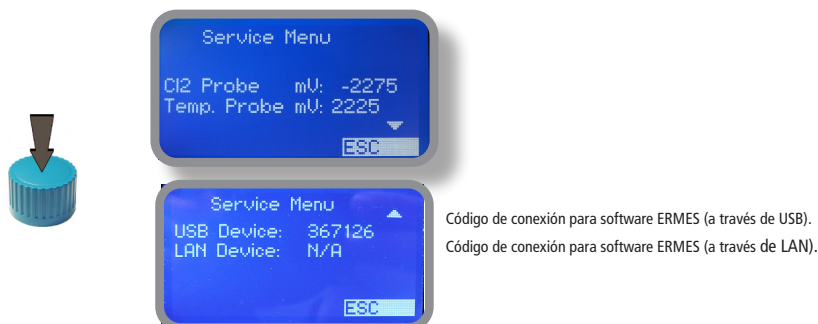 Service Menu
Cl2 Probe mV: -2275
Temp. Probe mV: 2225
ESC
Service Menu
USB Device: 367126
LAN Device: N/A
ESC
Código de conexión para software ERMES (a través de USB).
Código de conexión para software ERMES (a través de LAN).